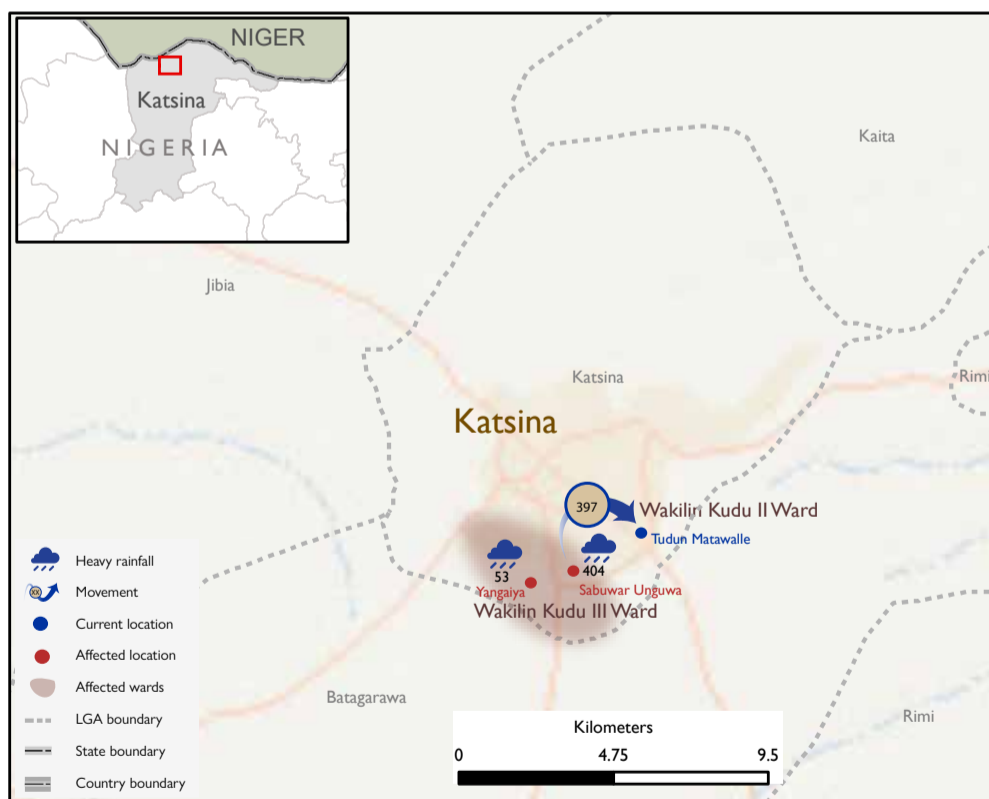 NIGER
Katsina
NIGERIA
Kaita
Jibia
Katsina
Rimi
Katsina
397
Wakilin Kudu II Ward
Tudun Matawalle
53
404
Yangaiya
Sabuwar Unguwa
Wakilin Kudu III Ward
Batagarawa
Rimi
Heavy rainfall
XX
Movement
Current location
Affected location
Affected wards
LGA boundary
State boundary
Country boundary
Kilometers
0 4.75 9.5